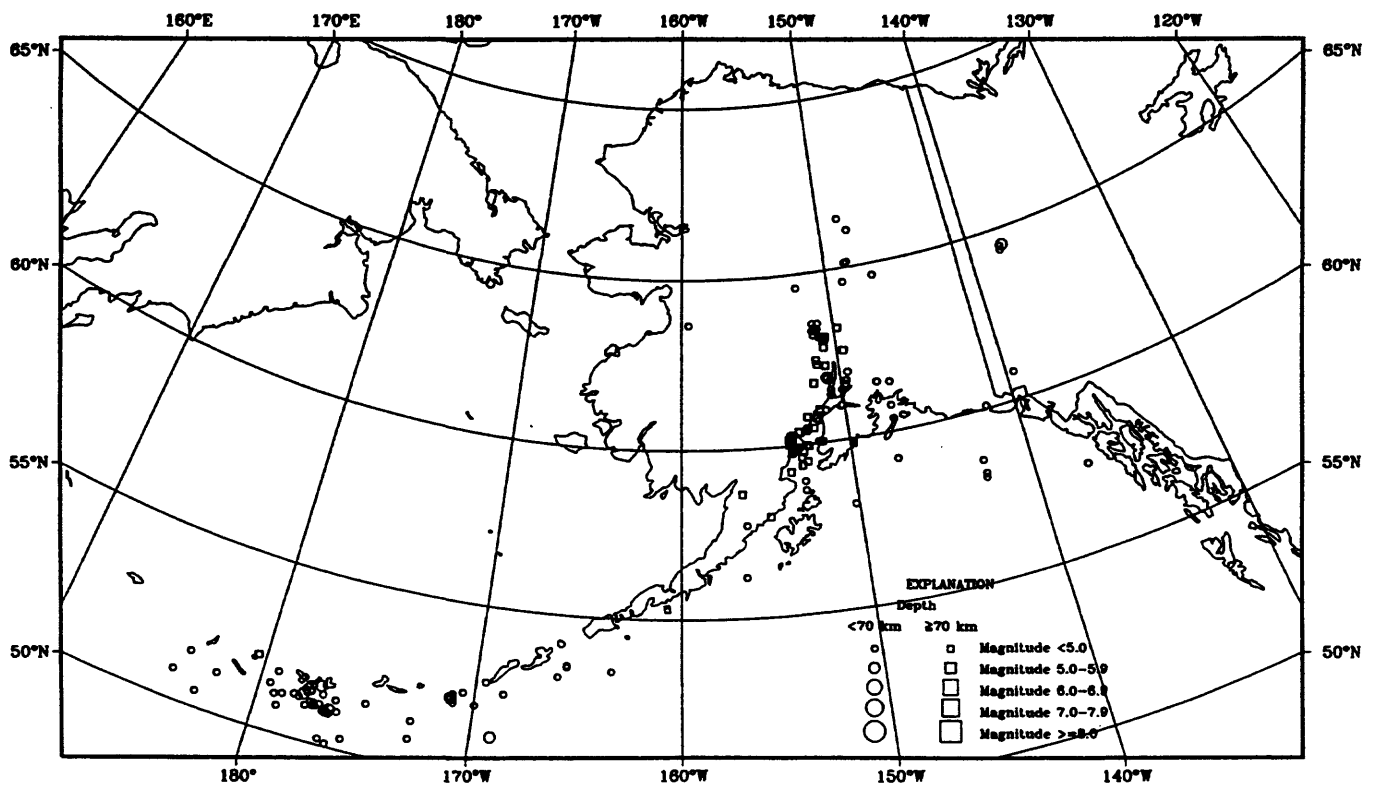 160°E 170°E 180° 170°W 160°W 150°W 140°W 130°W 120°W
65°N 65°N
60°N 60°N
55°N 55°N
50°N 50°N
EXPLANATION
Depth
<70 km ≥70 km
Magnitude <5.0
Magnitude 5.0-5.9
Magnitude 6.0-6.9
Magnitude 7.0-7.9
Magnitude >=8.0
180° 170°W 160°W 150°W 140°W